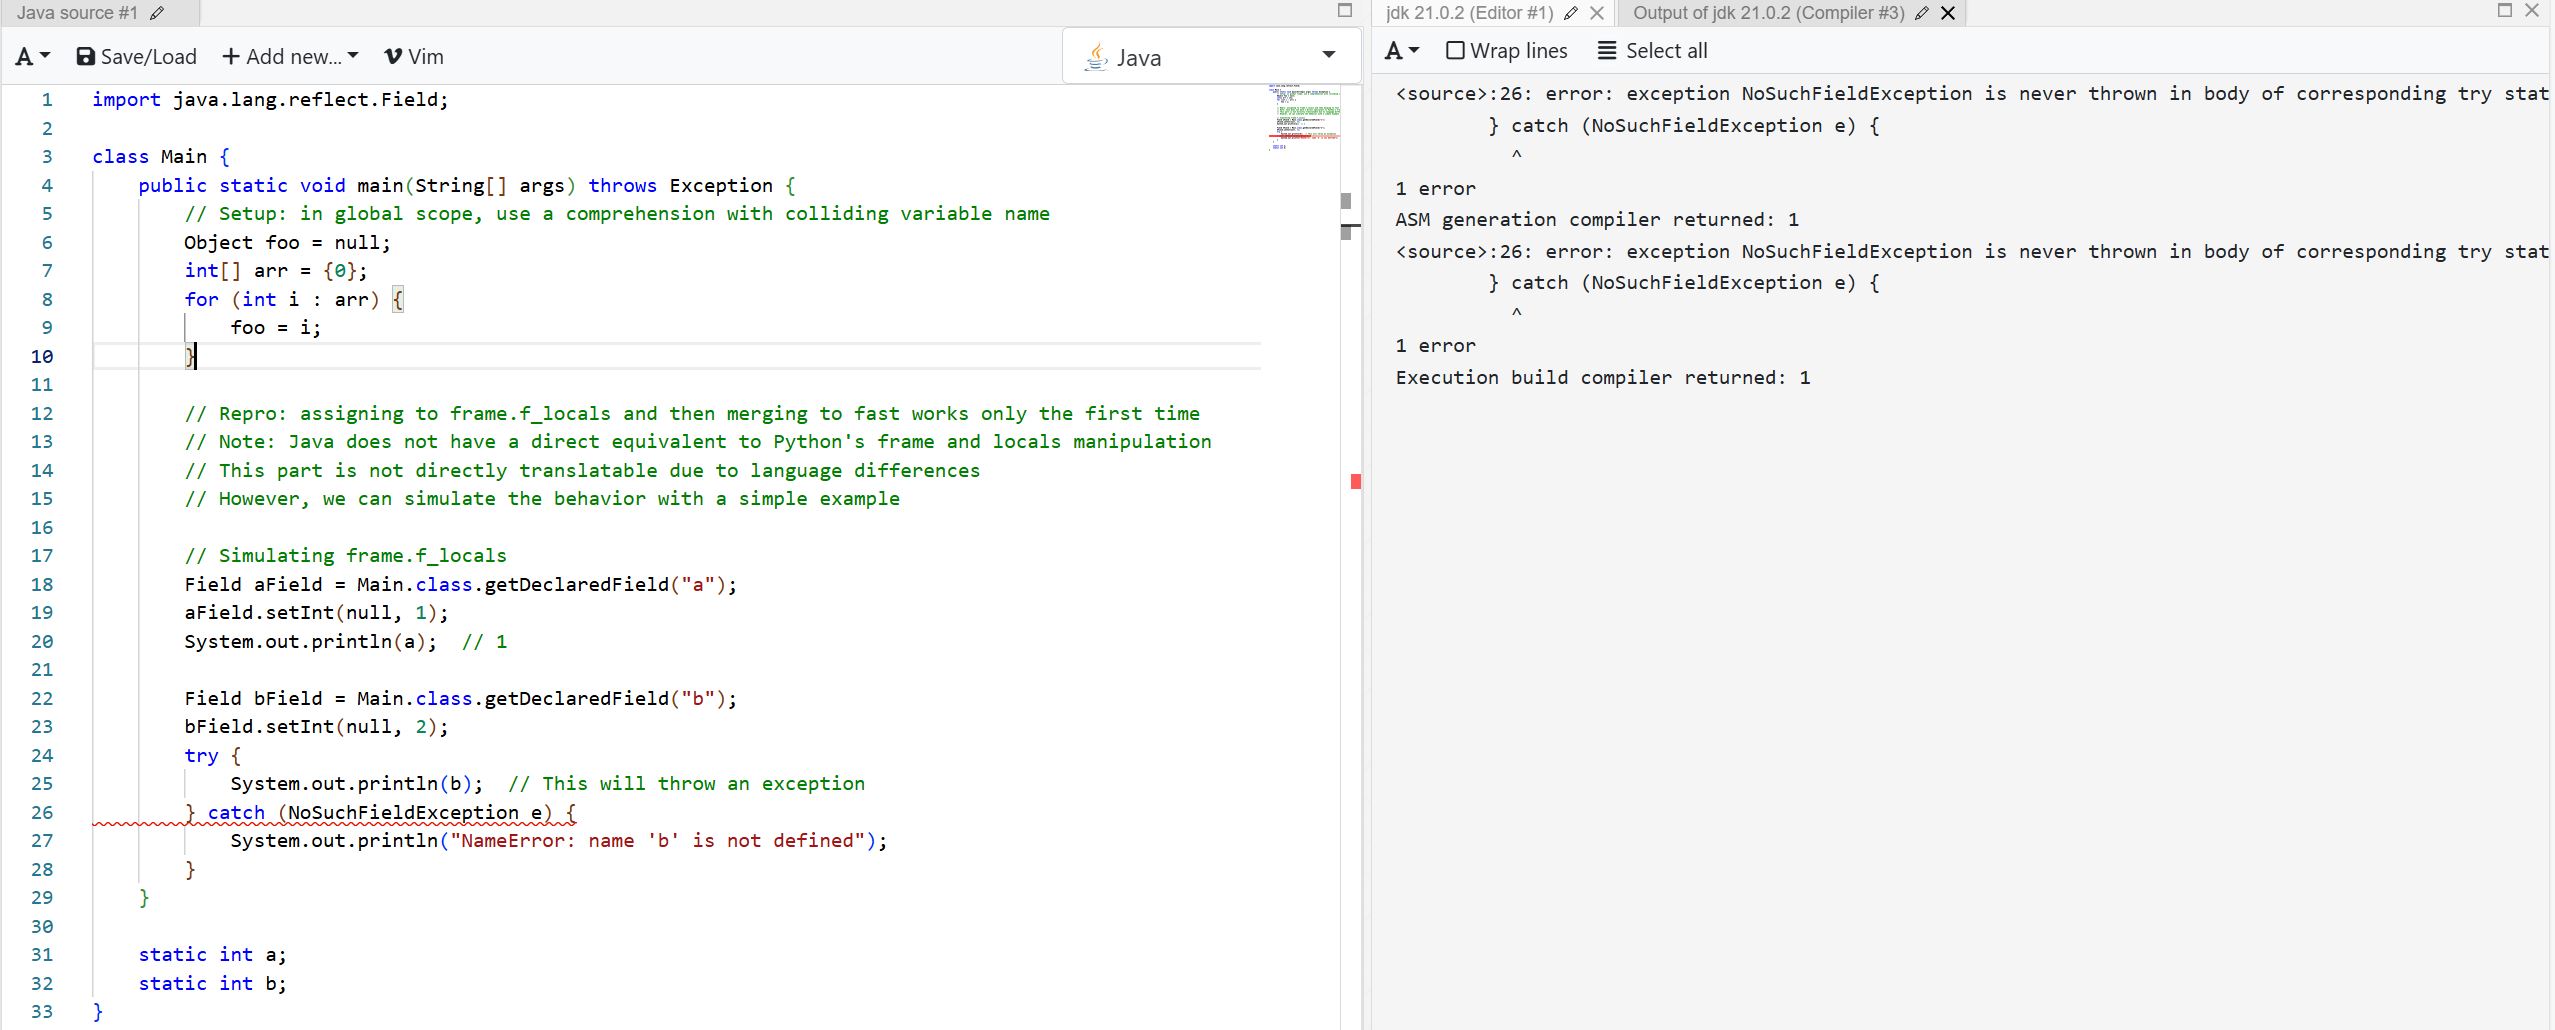 Java source #1
A Save/Load + Add new... Vim Java
1 import java.lang.reflect.Field;
2
3 class Main {
4 public static void main(String[] args) throws Exception {
5 // Setup: in global scope, use a comprehension with colliding variable name
6 Object foo = null;
7 int[] arr = {0};
8 for (int i : arr) {
9 foo = i;
10 }
11
12 // Repro: assigning to frame.f_locals and then merging to fast works only the first time
13 // Note: Java does not have a direct equivalent to Python's frame and locals manipulation
14 // This part is not directly translatable due to language differences
15 // However, we can simulate the behavior with a simple example
16
17 // Simulating frame.f_locals
18 Field aField = Main.class.getDeclaredField("a");
19 aField.setInt(null, 1);
20 System.out.println(a);  // 1
21
22 Field bField = Main.class.getDeclaredField("b");
23 bField.setInt(null, 2);
24 try {
25 System.out.println(b);  // This will throw an exception
26 } catch (NoSuchFieldException e) {
27 System.out.println("NameError: name 'b' is not defined");
28 }
29 }
30
31 static int a;
32 static int b;
33 }
jdk 21.0.2 (Editor #1) Output of jdk 21.0.2 (Compiler #3)
A Wrap lines Select all
<source>:26: error: exception NoSuchFieldException is never thrown in body of corresponding try stat
} catch (NoSuchFieldException e) {
^
1 error
ASM generation compiler returned: 1
<source>:26: error: exception NoSuchFieldException is never thrown in body of corresponding try stat
} catch (NoSuchFieldException e) {
^
1 error
Execution build compiler returned: 1